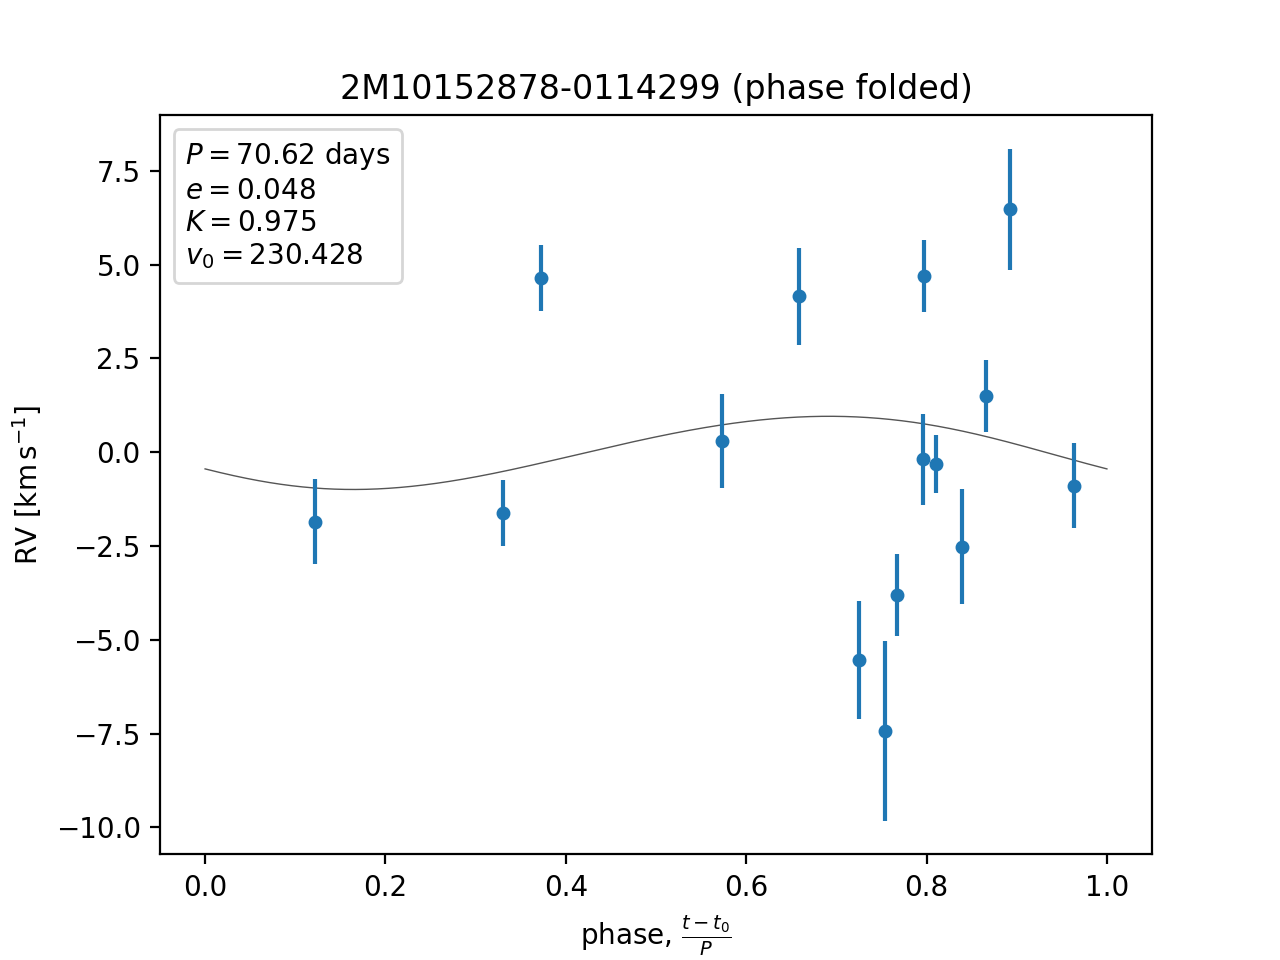 2M10152878-0114299 (phase folded)
P = 70.62 days
e = 0.048
K = 0.975
v₀ = 230.428
7.5
5.0
2.5
0.0
−2.5
−5.0
−7.5
−10.0
RV [km s⁻¹]
0.0 0.2 0.4 0.6 0.8 1.0
phase, (t − t₀)/P